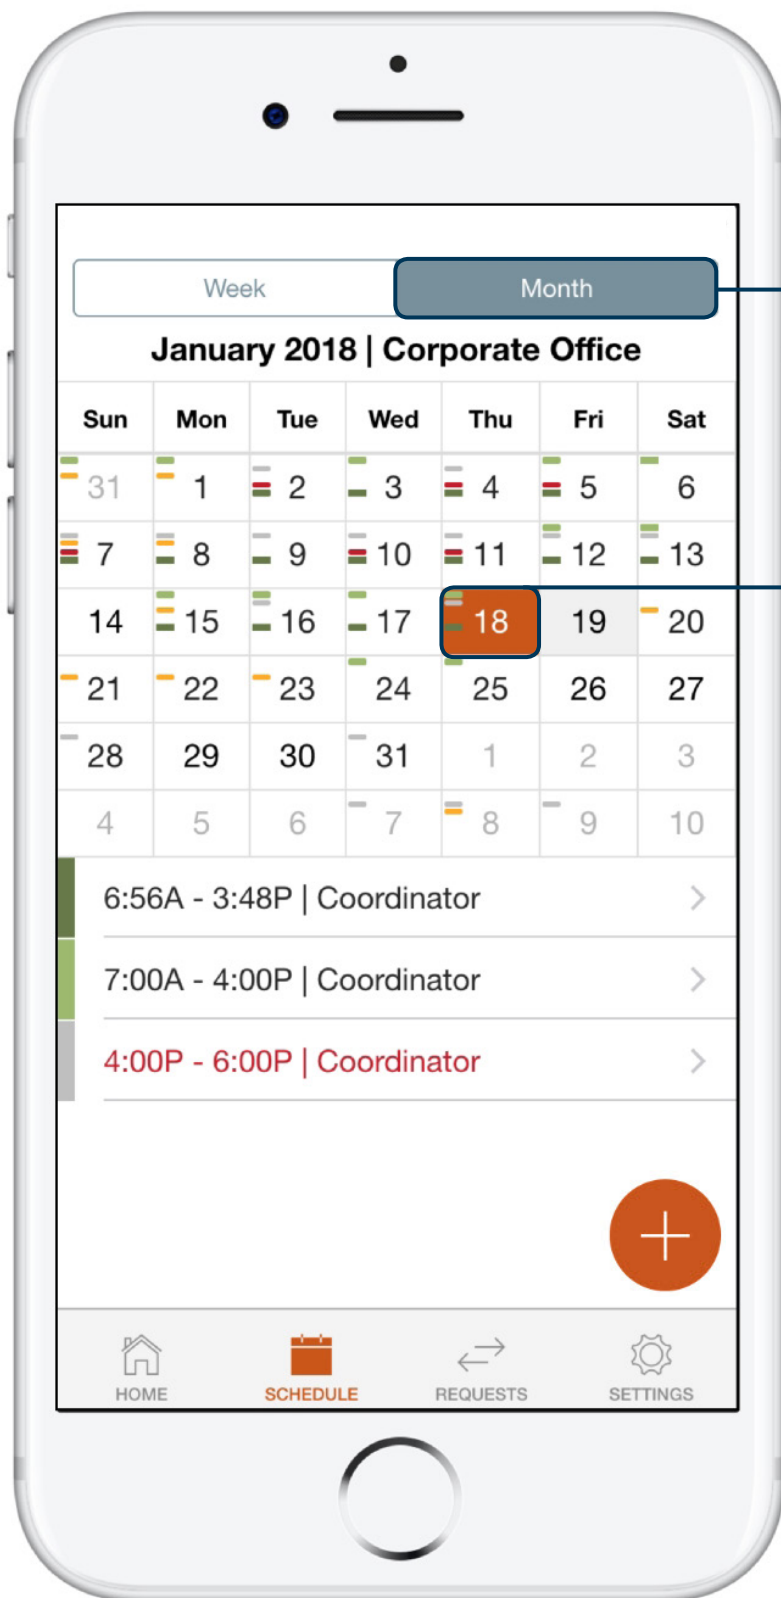 Week Month
January 2018 | Corporate Office
Sun Mon Tue Wed Thu Fri Sat
31 1 2 3 4 5 6
7 8 9 10 11 12 13
14 15 16 17 18 19 20
21 22 23 24 25 26 27
28 29 30 31 1 2 3
4 5 6 7 8 9 10
6:56A - 3:48P | Coordinator
7:00A - 4:00P | Coordinator
4:00P - 6:00P | Coordinator
HOME SCHEDULE REQUESTS SETTINGS